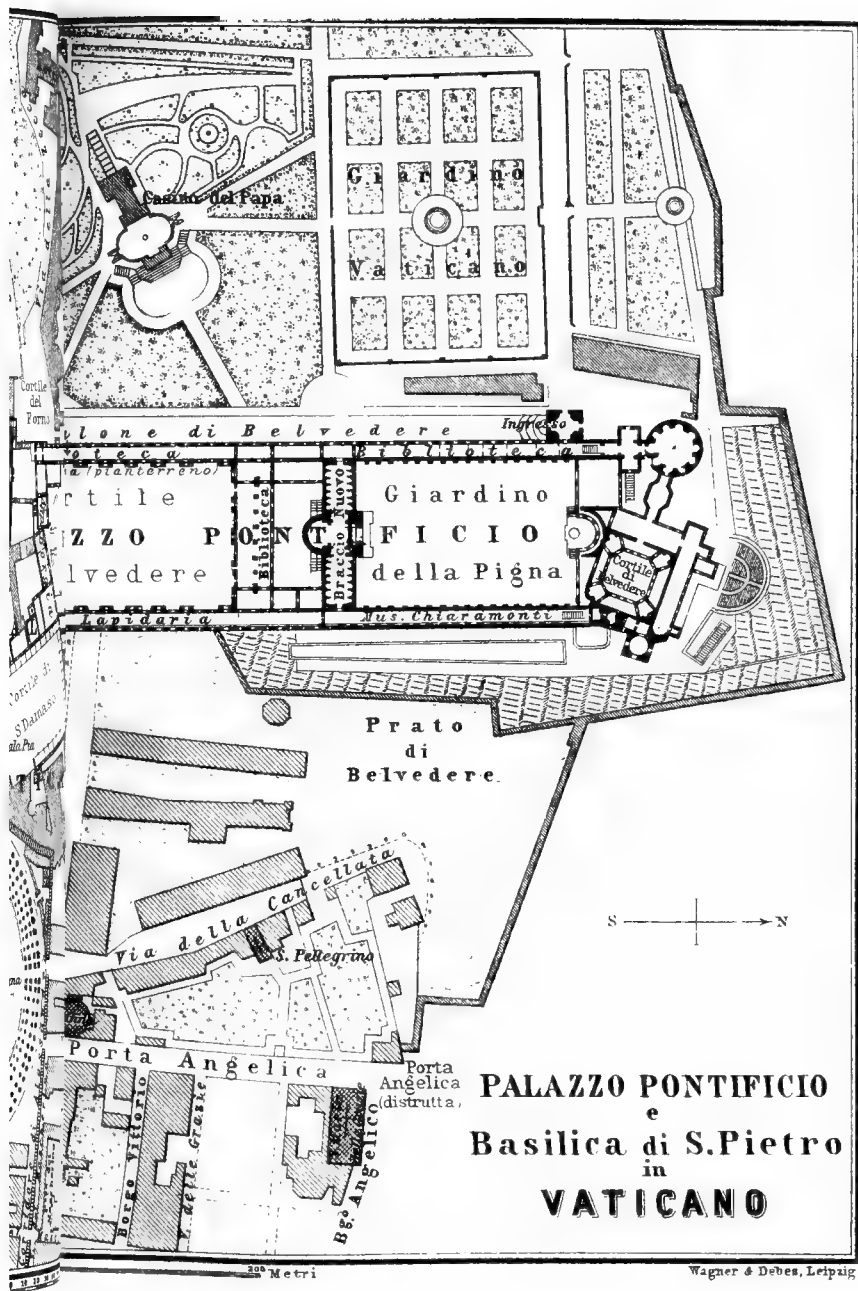 Casino del Papa
Giardino
Vaticano
Cortile
del
Forno
lone di Belvedere
Ingresso
oteca
Biblioteca
(pianterreno)
rtile
ZZO PONTIFICIO
lvedere
Biblioteca
Braccio Nuovo
Giardino
della Pigna
Cortile
di
Belvedere
Lapidaria
Mus. Chiaramonti
Cortile di
S. Damaso
Prato
di
Belvedere.
Via della Cancellata
S. Pellegrino
S
N
Porta Angelica
Porta
Angelica
(distrutta)
Borgo Vittorio
V. delle Grazie
Bgo. Angelico
PALAZZO PONTIFICIO
e
Basilica di S. Pietro
in
VATICANO
200 Metri
Wagner & Debes, Leipzig